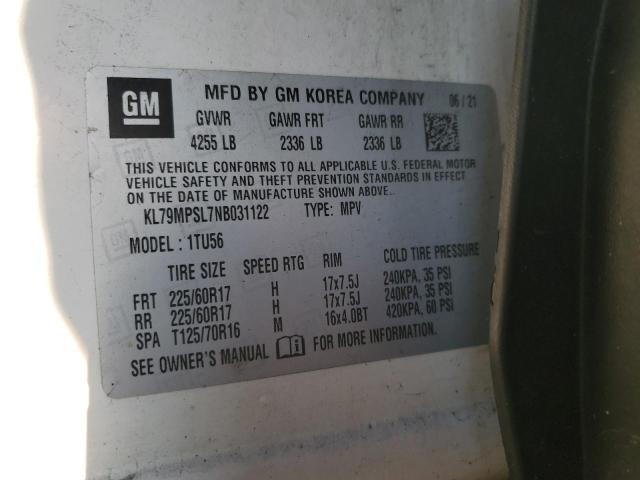 GM
MFD BY GM KOREA COMPANY 06/21
GVWR GAWR FRT GAWR RR
4255 LB 2336 LB 2336 LB
THIS VEHICLE CONFORMS TO ALL APPLICABLE U.S. FEDERAL MOTOR
VEHICLE SAFETY AND THEFT PREVENTION STANDARDS IN EFFECT
ON THE DATE OF MANUFACTURE SHOWN ABOVE.
KL79MPSL7NB031122 TYPE: MPV
MODEL : 1TU56
TIRE SIZE SPEED RTG RIM COLD TIRE PRESSURE
FRT 225/60R17 H 17x7.5J 240KPA, 35 PSI
RR 225/60R17 H 17x7.5J 240KPA, 35 PSI
SPA T125/70R16 M 16x4.0BT 420KPA, 60 PSI
SEE OWNER'S MANUAL FOR MORE INFORMATION